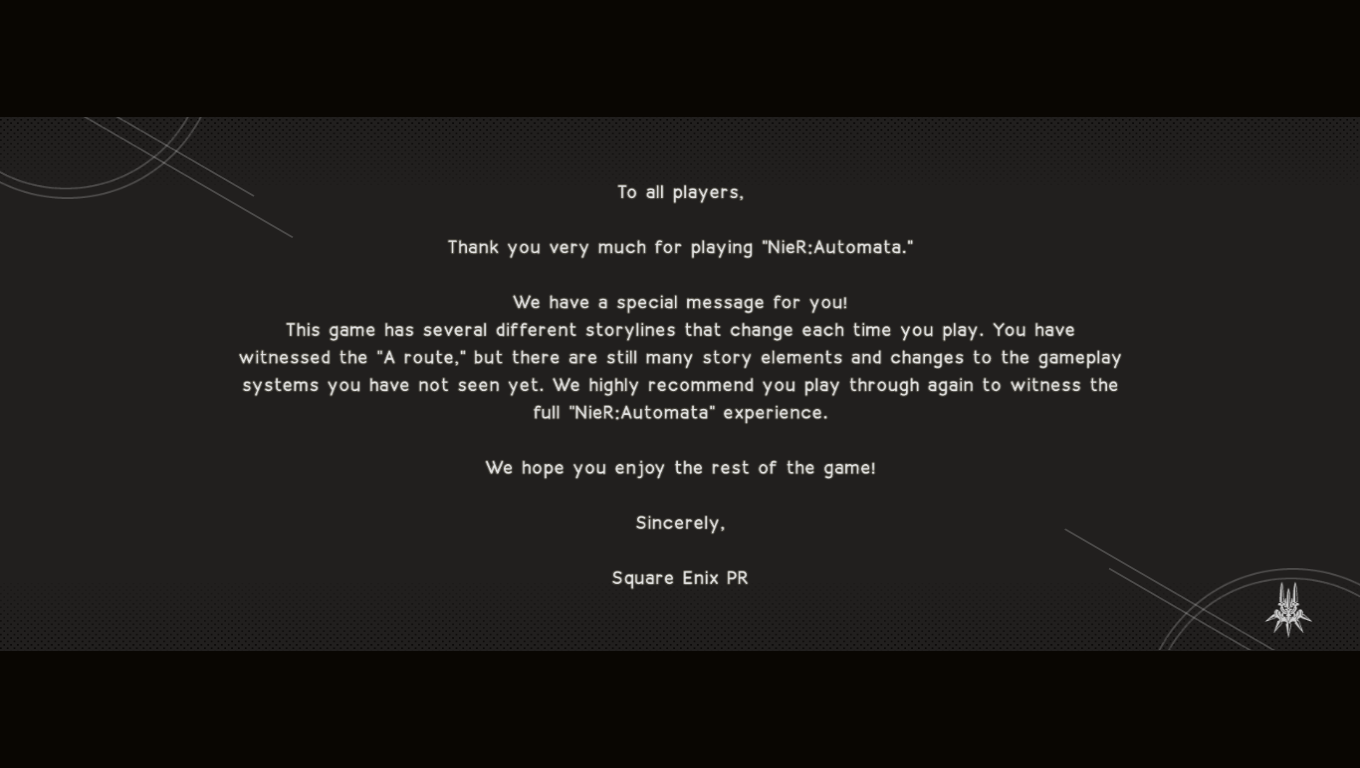 To all players,
Thank you very much for playing "NieR:Automata."
We have a special message for you!
This game has several different storylines that change each time you play. You have
witnessed the "A route," but there are still many story elements and changes to the gameplay
systems you have not seen yet. We highly recommend you play through again to witness the
full "NieR:Automata" experience.
We hope you enjoy the rest of the game!
Sincerely,
Square Enix PR